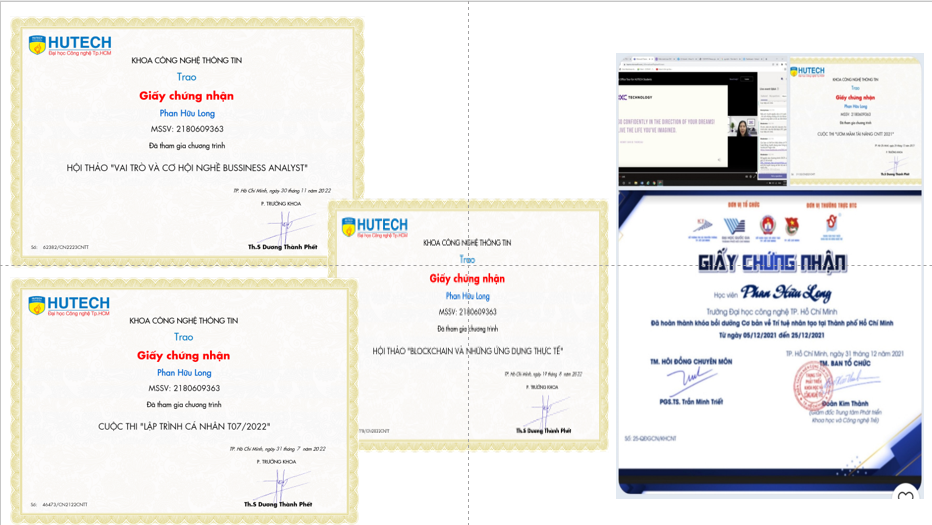 HUTECH
Đại học Công nghệ Tp.HCM
KHOA CÔNG NGHỆ THÔNG TIN
Trao
Giấy chứng nhận
Phan Hữu Long
MSSV: 2180609363
Đã tham gia chương trình
HỘI THẢO "VAI TRÒ VÀ CƠ HỘI NGHỀ BUSSINESS ANALYST"
TP. Hồ Chí Minh, ngày 30 tháng 11 năm 2022
P. TRƯỞNG KHOA
Số: 62382/CN2223CNTT
Th.S Dương Thành Phết
HUTECH
Đại học Công nghệ Tp.HCM
KHOA CÔNG NGHỆ THÔNG TIN
Trao
Giấy chứng nhận
Phan Hữu Long
MSSV: 2180609363
Đã tham gia chương trình
HỘI THẢO "BLOCKCHAIN VÀ NHỮNG ỨNG DỤNG THỰC TẾ"
TP. Hồ Chí Minh, ngày 19 tháng 8 năm 2022
P. TRƯỞNG KHOA
Th.S Dương Thành Phết
HUTECH
Đại học Công nghệ Tp.HCM
KHOA CÔNG NGHỆ THÔNG TIN
Trao
Giấy chứng nhận
Phan Hữu Long
MSSV: 2180609363
Đã tham gia chương trình
CUỘC THI "LẬP TRÌNH CÁ NHÂN T07/2022"
TP. Hồ Chí Minh, ngày 31 tháng 7 năm 2022
P. TRƯỞNG KHOA
Số: 46473/CN2122CNTT
Th.S Dương Thành Phết
TECHNOLOGY
CONFIDENTLY IN THE DIRECTION OF YOUR DREAMS!
THE LIFE YOU'VE IMAGINED.
HUTECH
KHOA CÔNG NGHỆ THÔNG TIN
Trao
Giấy chứng nhận
Phan Hữu Long
MSSV: 2180609363
Đã tham gia chương trình
CUỘC THI "ƯƠM MẦM TÀI NĂNG CNTT 2021"
P. TRƯỞNG KHOA
Th.S Dương Thành Phết
ĐƠN VỊ TỔ CHỨC
ĐƠN VỊ THƯỜNG TRỰC BTS
GIẤY CHỨNG NHẬN
Học viên Phan Hữu Long
Trường Đại học công nghệ TP. Hồ Chí Minh
Đã hoàn thành khóa bồi dưỡng Cơ bản về Trí tuệ nhân tạo tại Thành phố Hồ Chí Minh
Từ ngày 05/12/2021 đến 25/12/2021
TP. Hồ Chí Minh, ngày 31 tháng 12 năm 2021
TM. HỘI ĐỒNG CHUYÊN MÔN
TM. BAN TỔ CHỨC
PGS.TS. Trần Minh Triết
Đoàn Kim Thành
(Giám đốc Trung tâm Phát triển
Khoa học và Công nghệ Trẻ)
Số: 25-QĐ/GCN/KHCNT